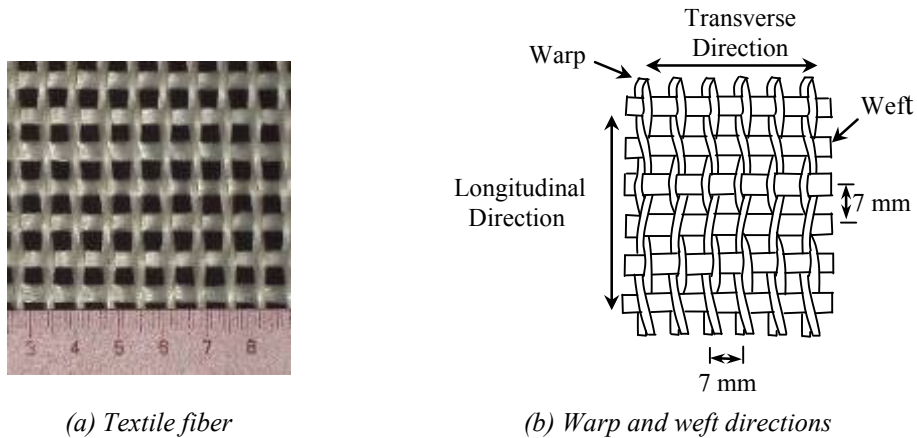 Transverse
Direction
Warp
Weft
Longitudinal
Direction
7 mm
7 mm
3 4 5 6 7 8
(a) Textile fiber
(b) Warp and weft directions